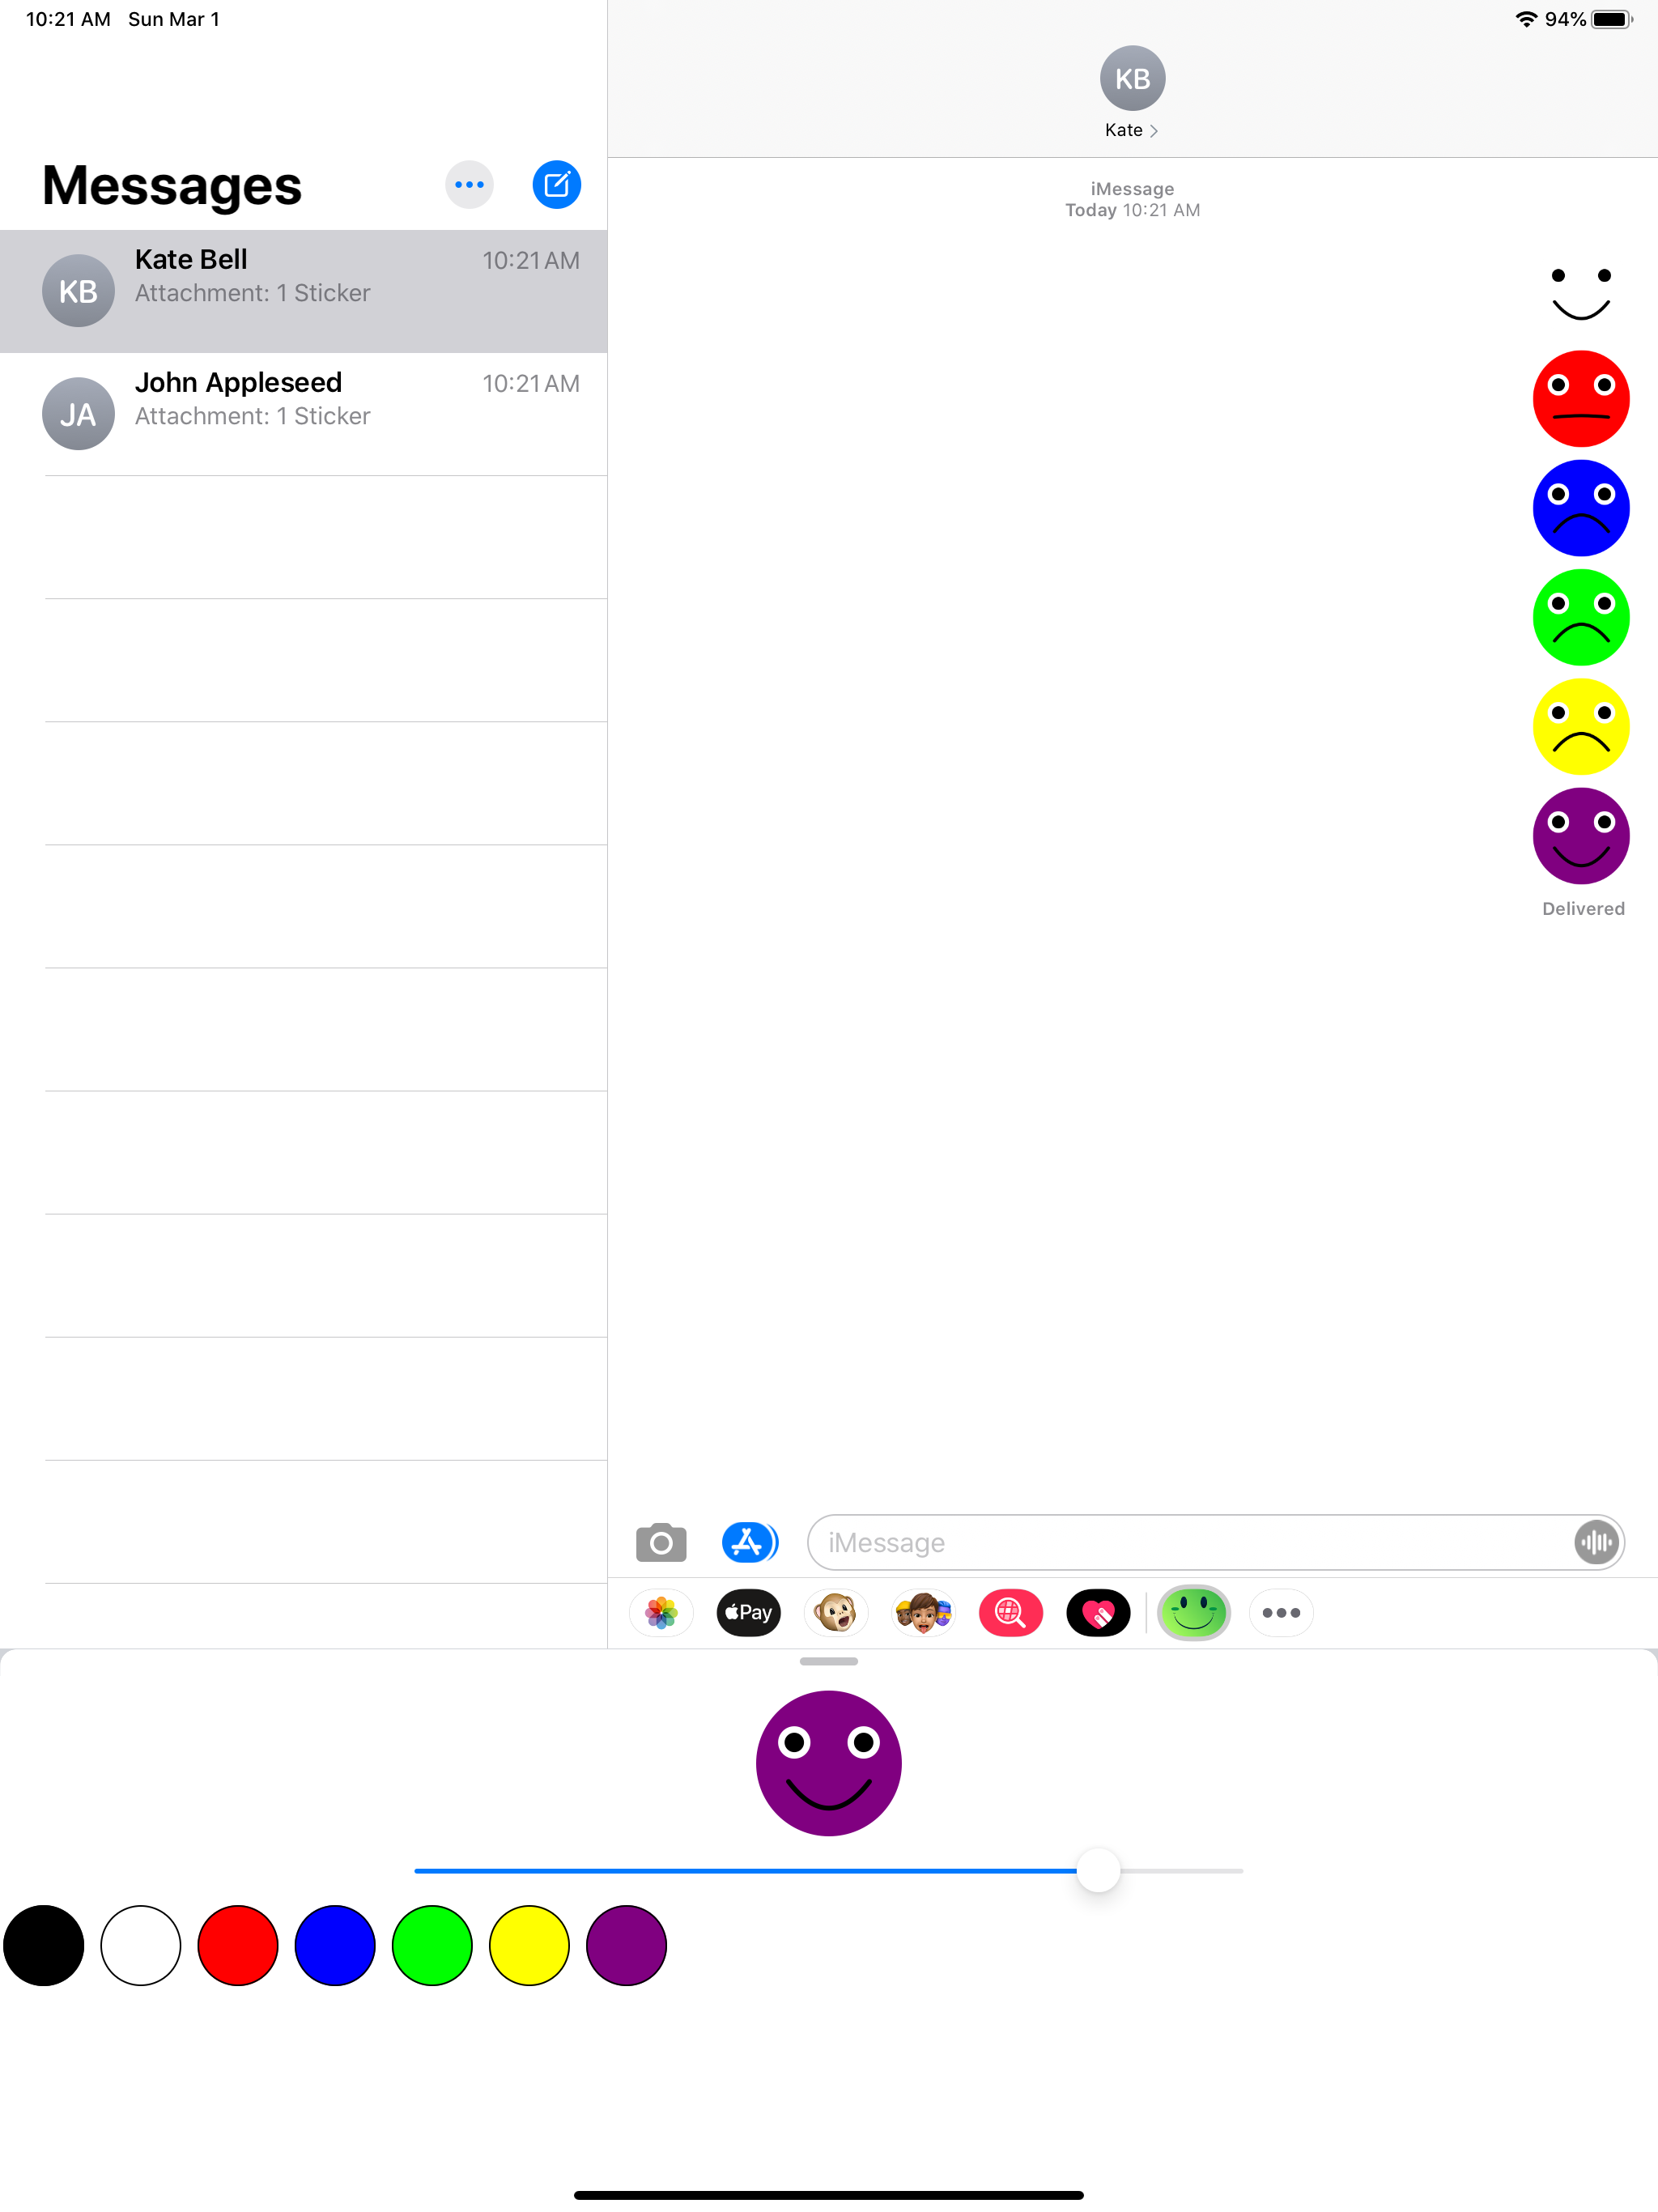 10:21 AM Sun Mar 1
94%
Messages
KB
Kate Bell
10:21 AM
Attachment: 1 Sticker
JA
John Appleseed
10:21 AM
Attachment: 1 Sticker
KB
Kate
iMessage
Today 10:21 AM
Delivered
iMessage
Pay